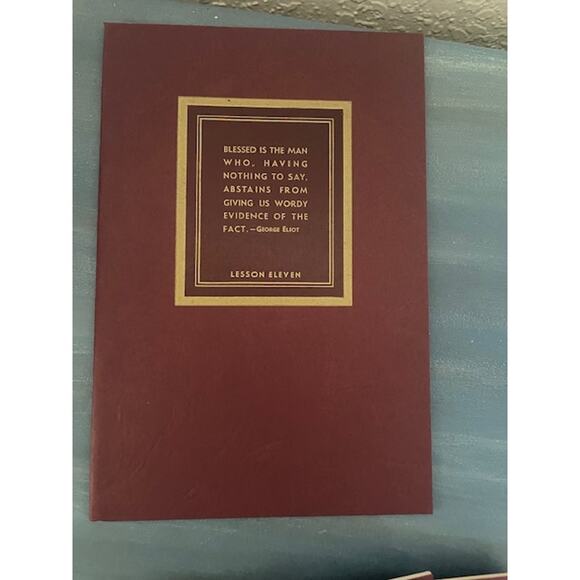 BLESSED IS THE MAN
WHO, HAVING
NOTHING TO SAY,
ABSTAINS FROM
GIVING US WORDY
EVIDENCE OF THE
FACT.—GEORGE ELIOT
LESSON ELEVEN